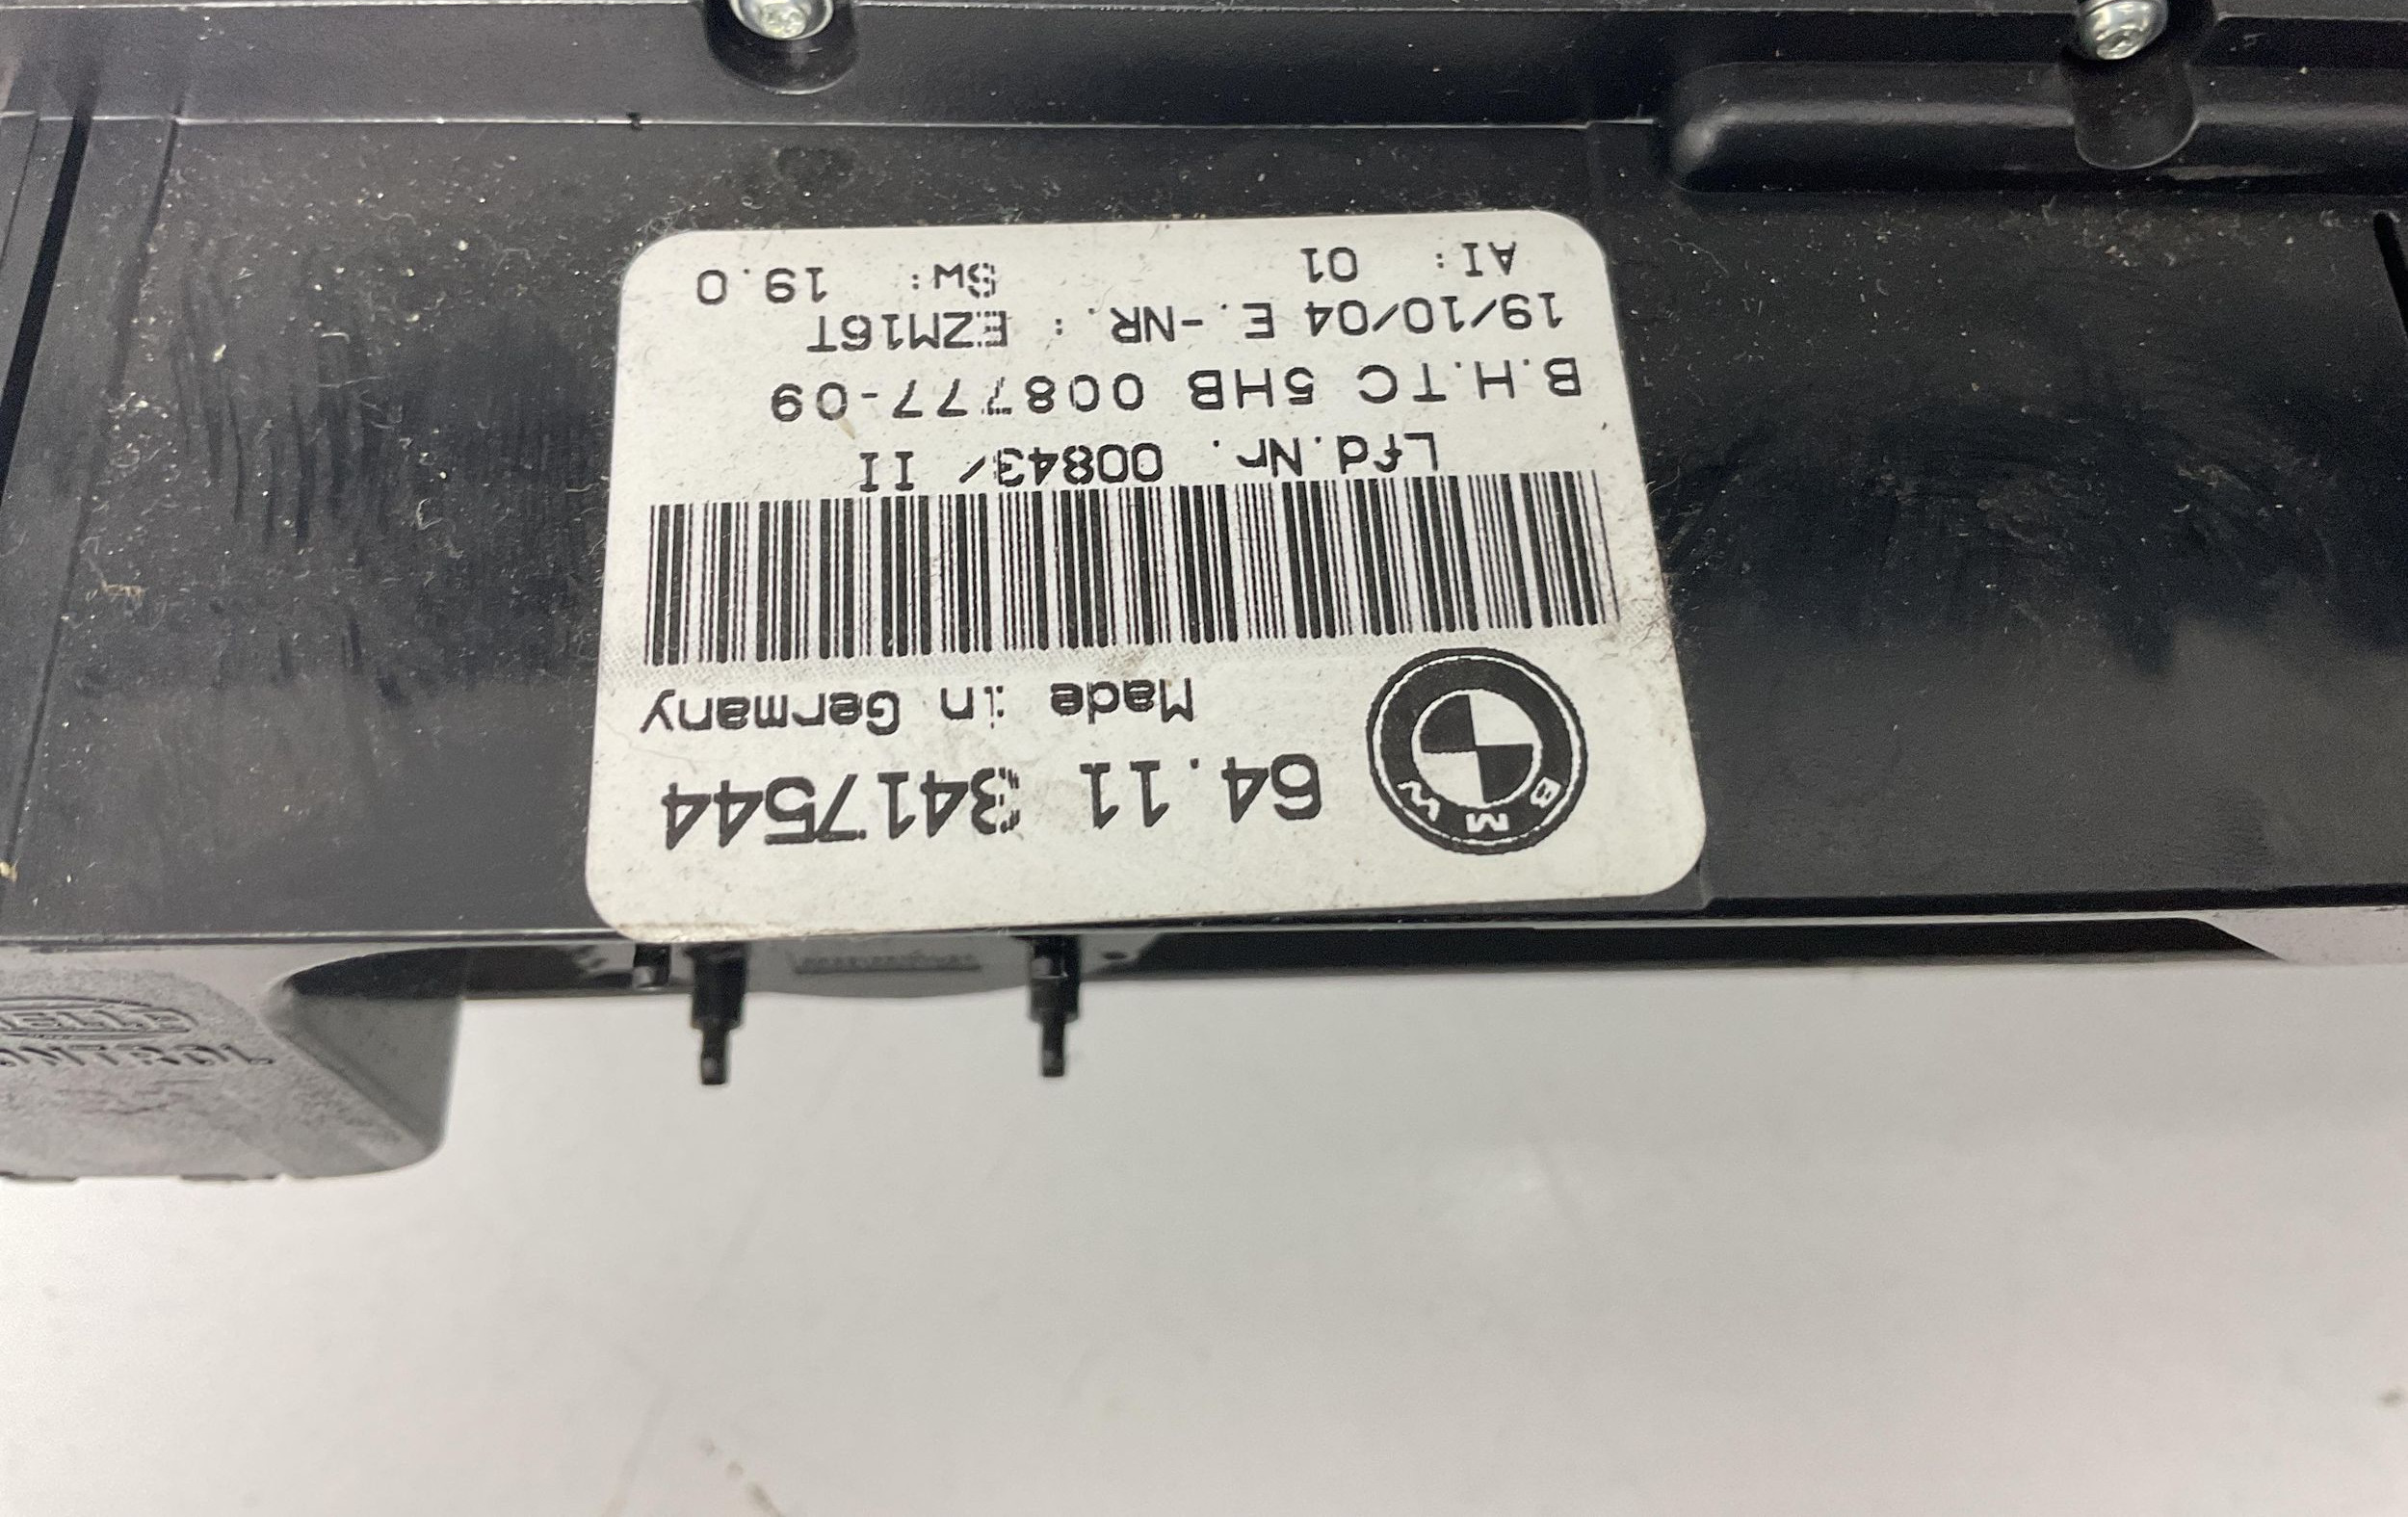 B M W
64.11 3417544
Made in Germany
Lfd.Nr. 00843/ II
B.H.TC 5HB 008777-09
19/10/04 E.-NR.: EZM16T
AI: 01 Sw: 19.0